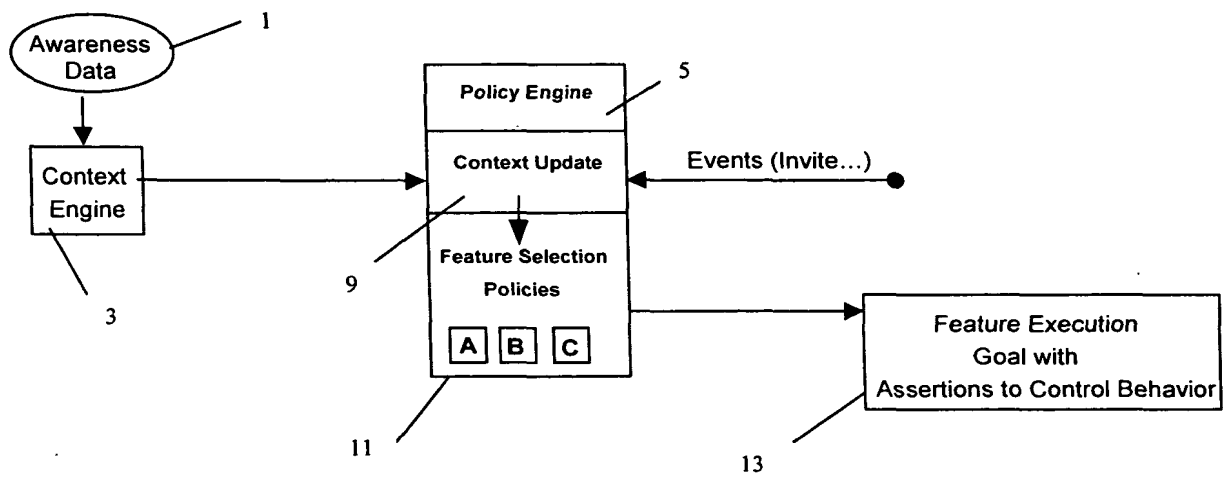 1
Awareness
Data
5
Policy Engine
Context Update
Events (Invite...)
Context
Engine
Feature Selection
Policies
9
3
A B C
Feature Execution
Goal with
Assertions to Control Behavior
11
13